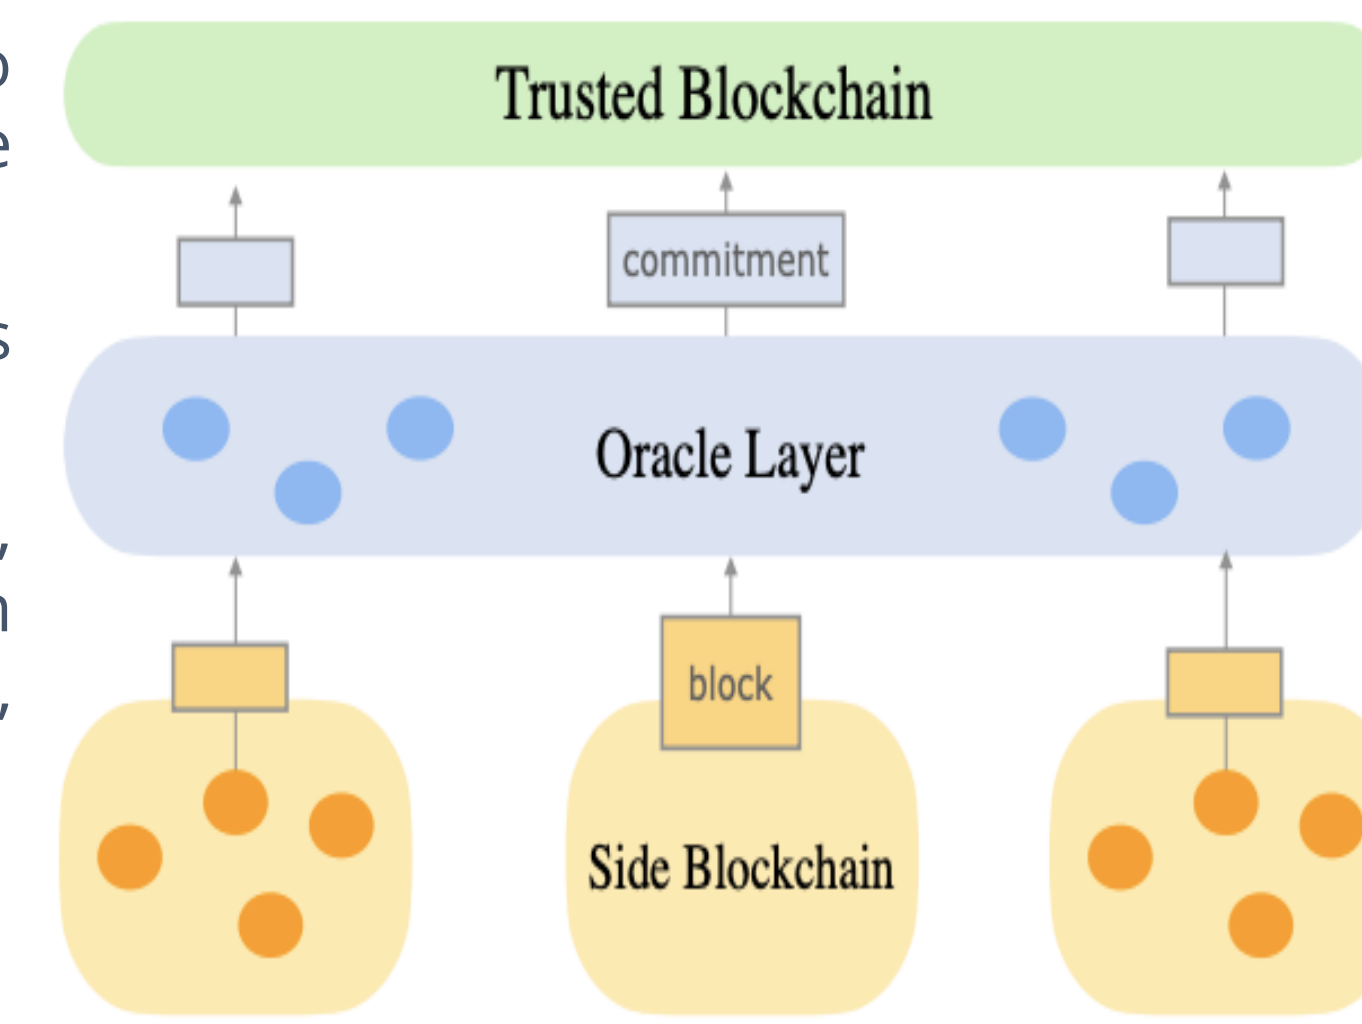 Trusted Blockchain
commitment
Oracle Layer
block
Side Blockchain